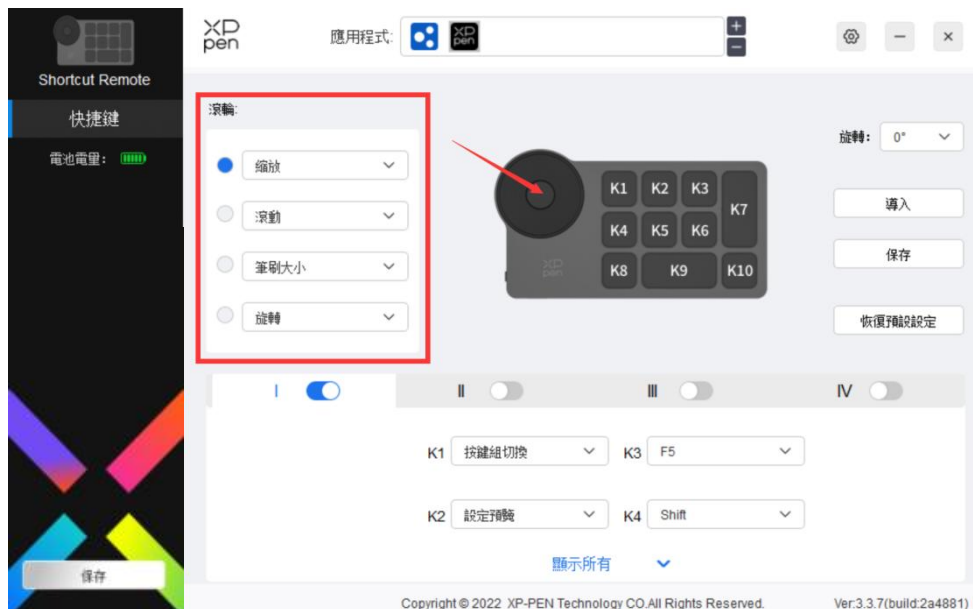 Shortcut Remote
快捷鍵
電池電量：
保存
XP
pen
應用程式:
XP
pen
+
−
滾輪:
缩放
滾動
筆刷大小
旋轉
K1 K2 K3
K7
K4 K5 K6
XP
pen
K8 K9 K10
旋轉： 0°
導入
保存
恢復預設設定
I II III IV
K1 按鍵組切換 K3 F5
K2 設定預覽 K4 Shift
顯示所有
Copyright © 2022 XP-PEN Technology CO.All Rights Reserved. Ver:3.3.7(build:2a4881)